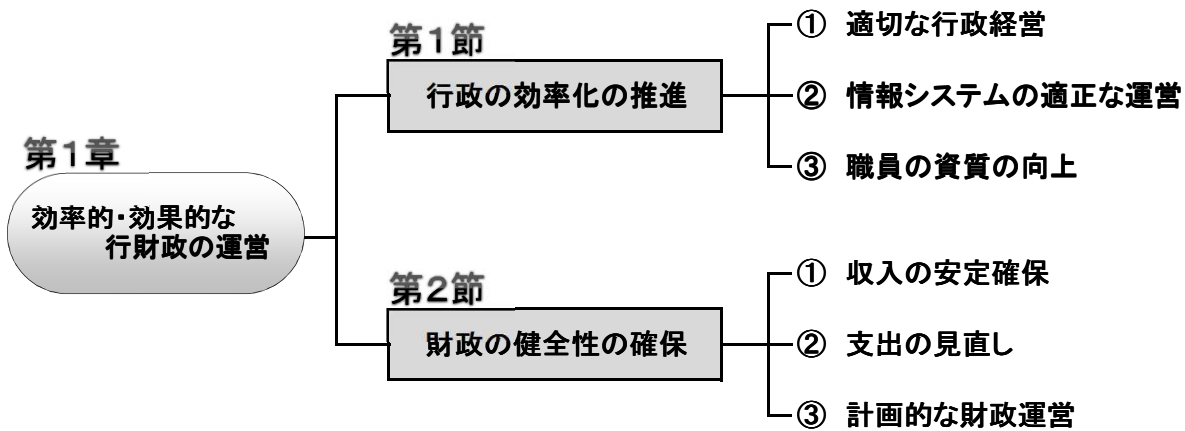 第1章
効率的・効果的な
行財政の運営
第1節
行政の効率化の推進
① 適切な行政経営
② 情報システムの適正な運営
③ 職員の資質の向上
第2節
財政の健全性の確保
① 収入の安定確保
② 支出の見直し
③ 計画的な財政運営